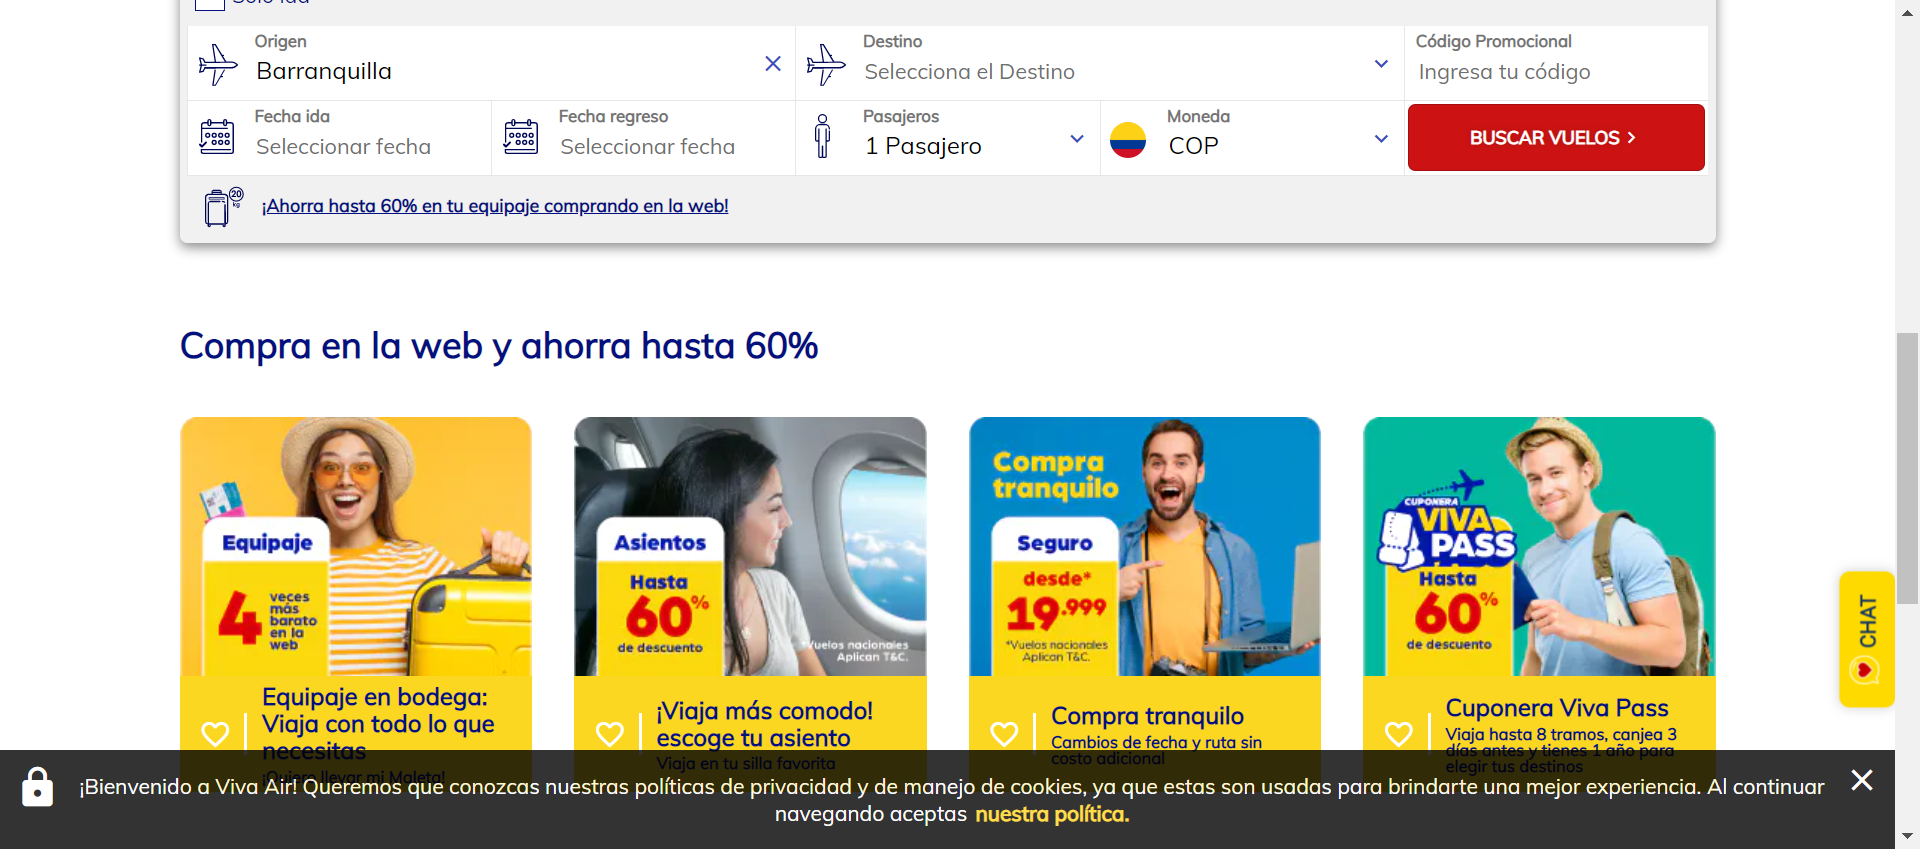 Solo ida
Origen
Barranquilla
Destino
Selecciona el Destino
Código Promocional
Ingresa tu código
Fecha ida
Seleccionar fecha
Fecha regreso
Seleccionar fecha
Pasajeros
1 Pasajero
Moneda
COP
BUSCAR VUELOS
20
kg
¡Ahorra hasta 60% en tu equipaje comprando en la web!
Compra en la web y ahorra hasta 60%
Equipaje
4 veces
más
barato
en la
web
Equipaje en bodega:
Viaja con todo lo que
necesitas
¡Quiero llevar mi Maleta!
Asientos
Hasta
60%
de descuento
*Vuelos nacionales
Aplican T&C.
¡Viaja más comodo!
escoge tu asiento
Viaja en tu silla favorita
Compra
tranquilo
Seguro
desde*
19.999
*Vuelos nacionales
Aplican T&C.
Compra tranquilo
Cambios de fecha y ruta sin
costo adicional
CUPONERA
VIVA
PASS
Hasta
60%
de descuento
Cuponera Viva Pass
Viaja hasta 8 tramos, canjea 3
días antes y tienes 1 año para
elegir tus destinos
CHAT
¡Bienvenido a Viva Air! Queremos que conozcas nuestras políticas de privacidad y de manejo de cookies, ya que estas son usadas para brindarte una mejor experiencia. Al continuar
navegando aceptas nuestra política.